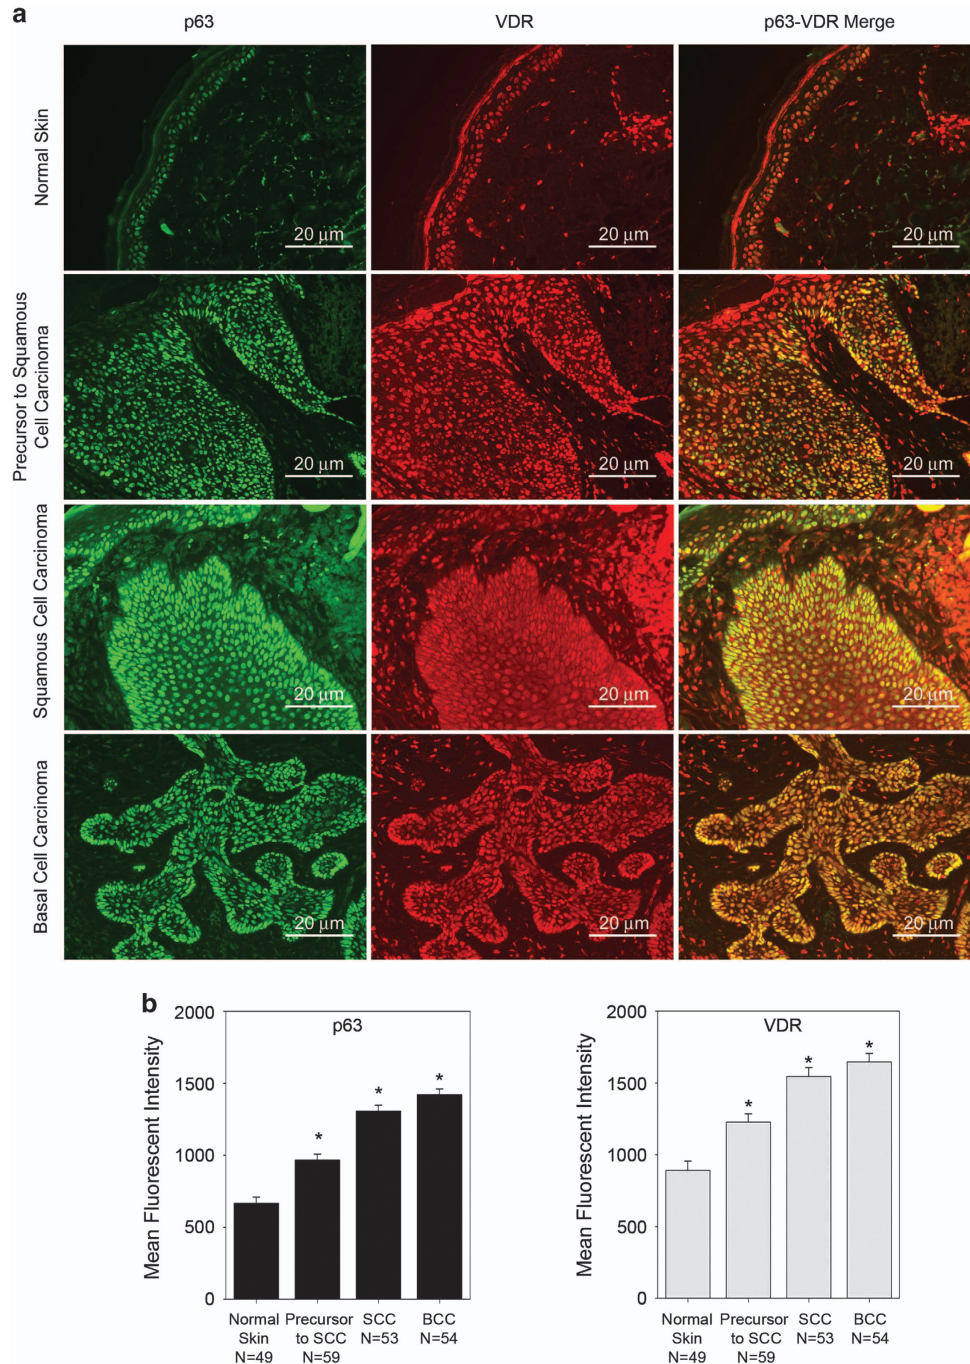 a
p63
VDR
p63-VDR Merge
Normal Skin
20 µm
20 µm
20 µm
Precursor to Squamous
Cell Carcinoma
20 µm
20 µm
20 µm
Squamous Cell Carcinoma
20 µm
20 µm
20 µm
Basal Cell Carcinoma
20 µm
20 µm
20 µm
b
p63
Mean Fluorescent Intensity
2000
1500
1000
500
0
*
*
*
Normal
Skin
N=49
Precursor
to SCC
N=59
SCC
N=53
BCC
N=54
VDR
Mean Fluorescent Intensity
2000
1500
1000
500
0
*
*
*
Normal
Skin
N=49
Precursor
to SCC
N=59
SCC
N=53
BCC
N=54